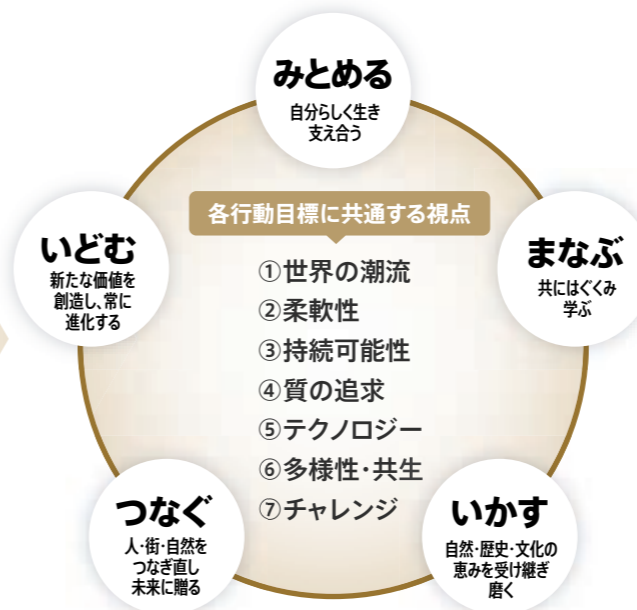 みとめる
自分らしく生き
支え合う
各行動目標に共通する視点
いどむ
新たな価値を
創造し、常に
進化する
まなぶ
共にはぐくみ
学ぶ
①世界の潮流
②柔軟性
③持続可能性
④質の追求
⑤テクノロジー
⑥多様性・共生
⑦チャレンジ
つなぐ
人・街・自然を
つなぎ直し
未来に贈る
いかす
自然・歴史・文化の
恵みを受け継ぎ
磨く